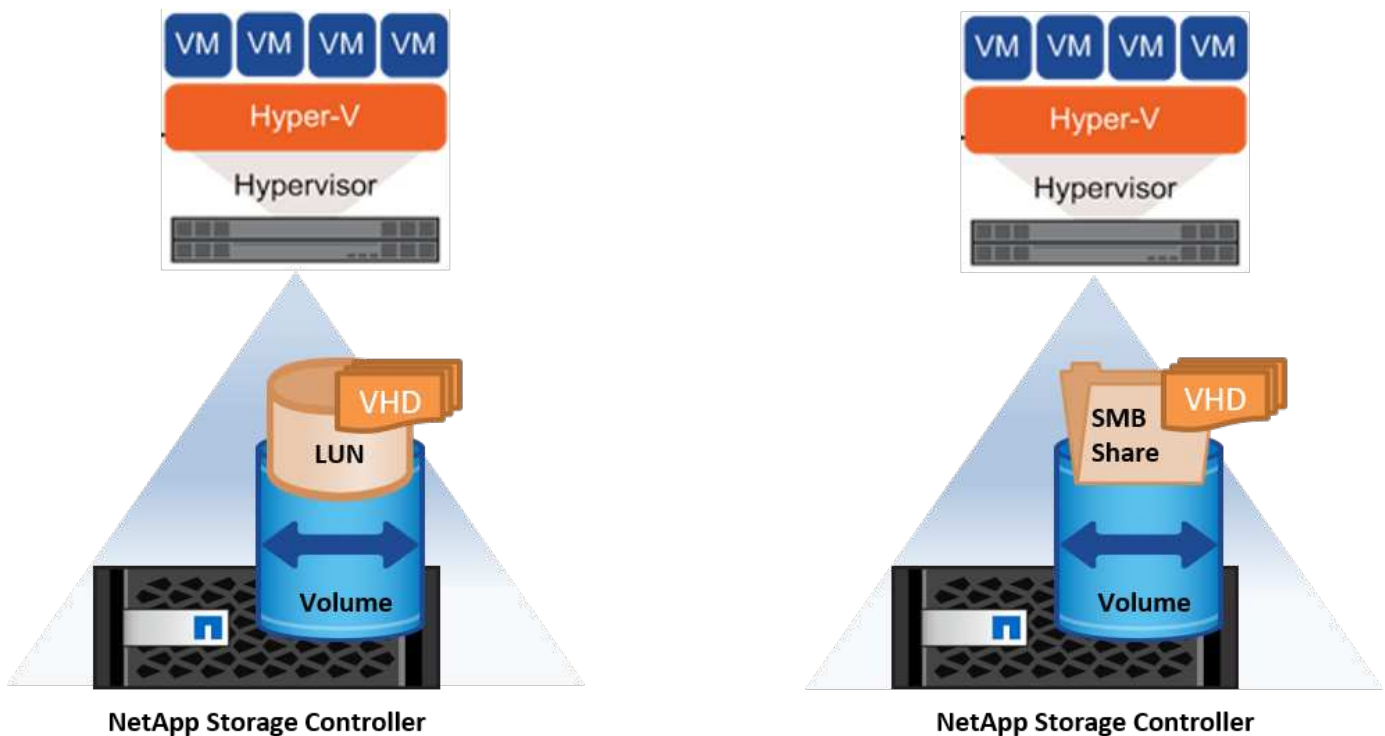 VM VM VM VM
Hyper-V
Hypervisor
VHD
LUN
Volume
NetApp Storage Controller
VM VM VM VM
Hyper-V
Hypervisor
VHD
SMB
Share
Volume
NetApp Storage Controller